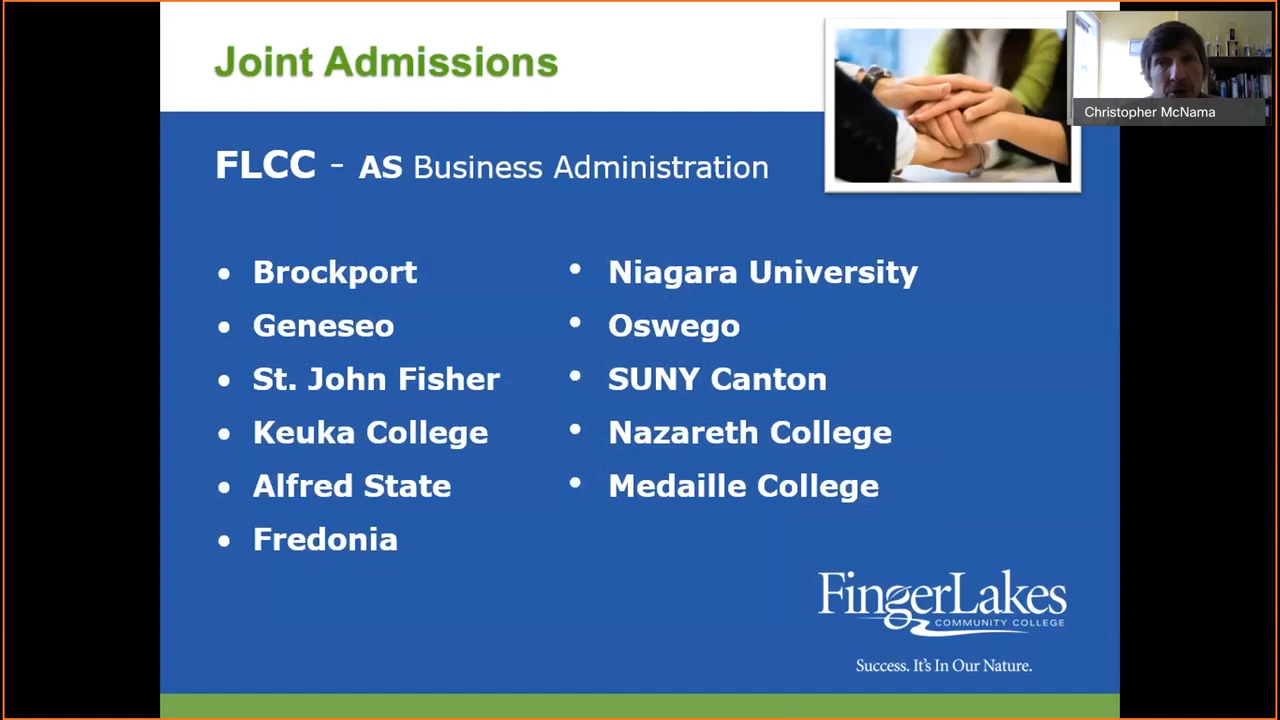 Joint Admissions
Christopher McNama
FLCC - AS Business Administration
• Brockport
• Geneseo
• St. John Fisher
• Keuka College
• Alfred State
• Fredonia
• Niagara University
• Oswego
• SUNY Canton
• Nazareth College
• Medaille College
FingerLakes
COMMUNITY COLLEGE
Success. It's In Our Nature.